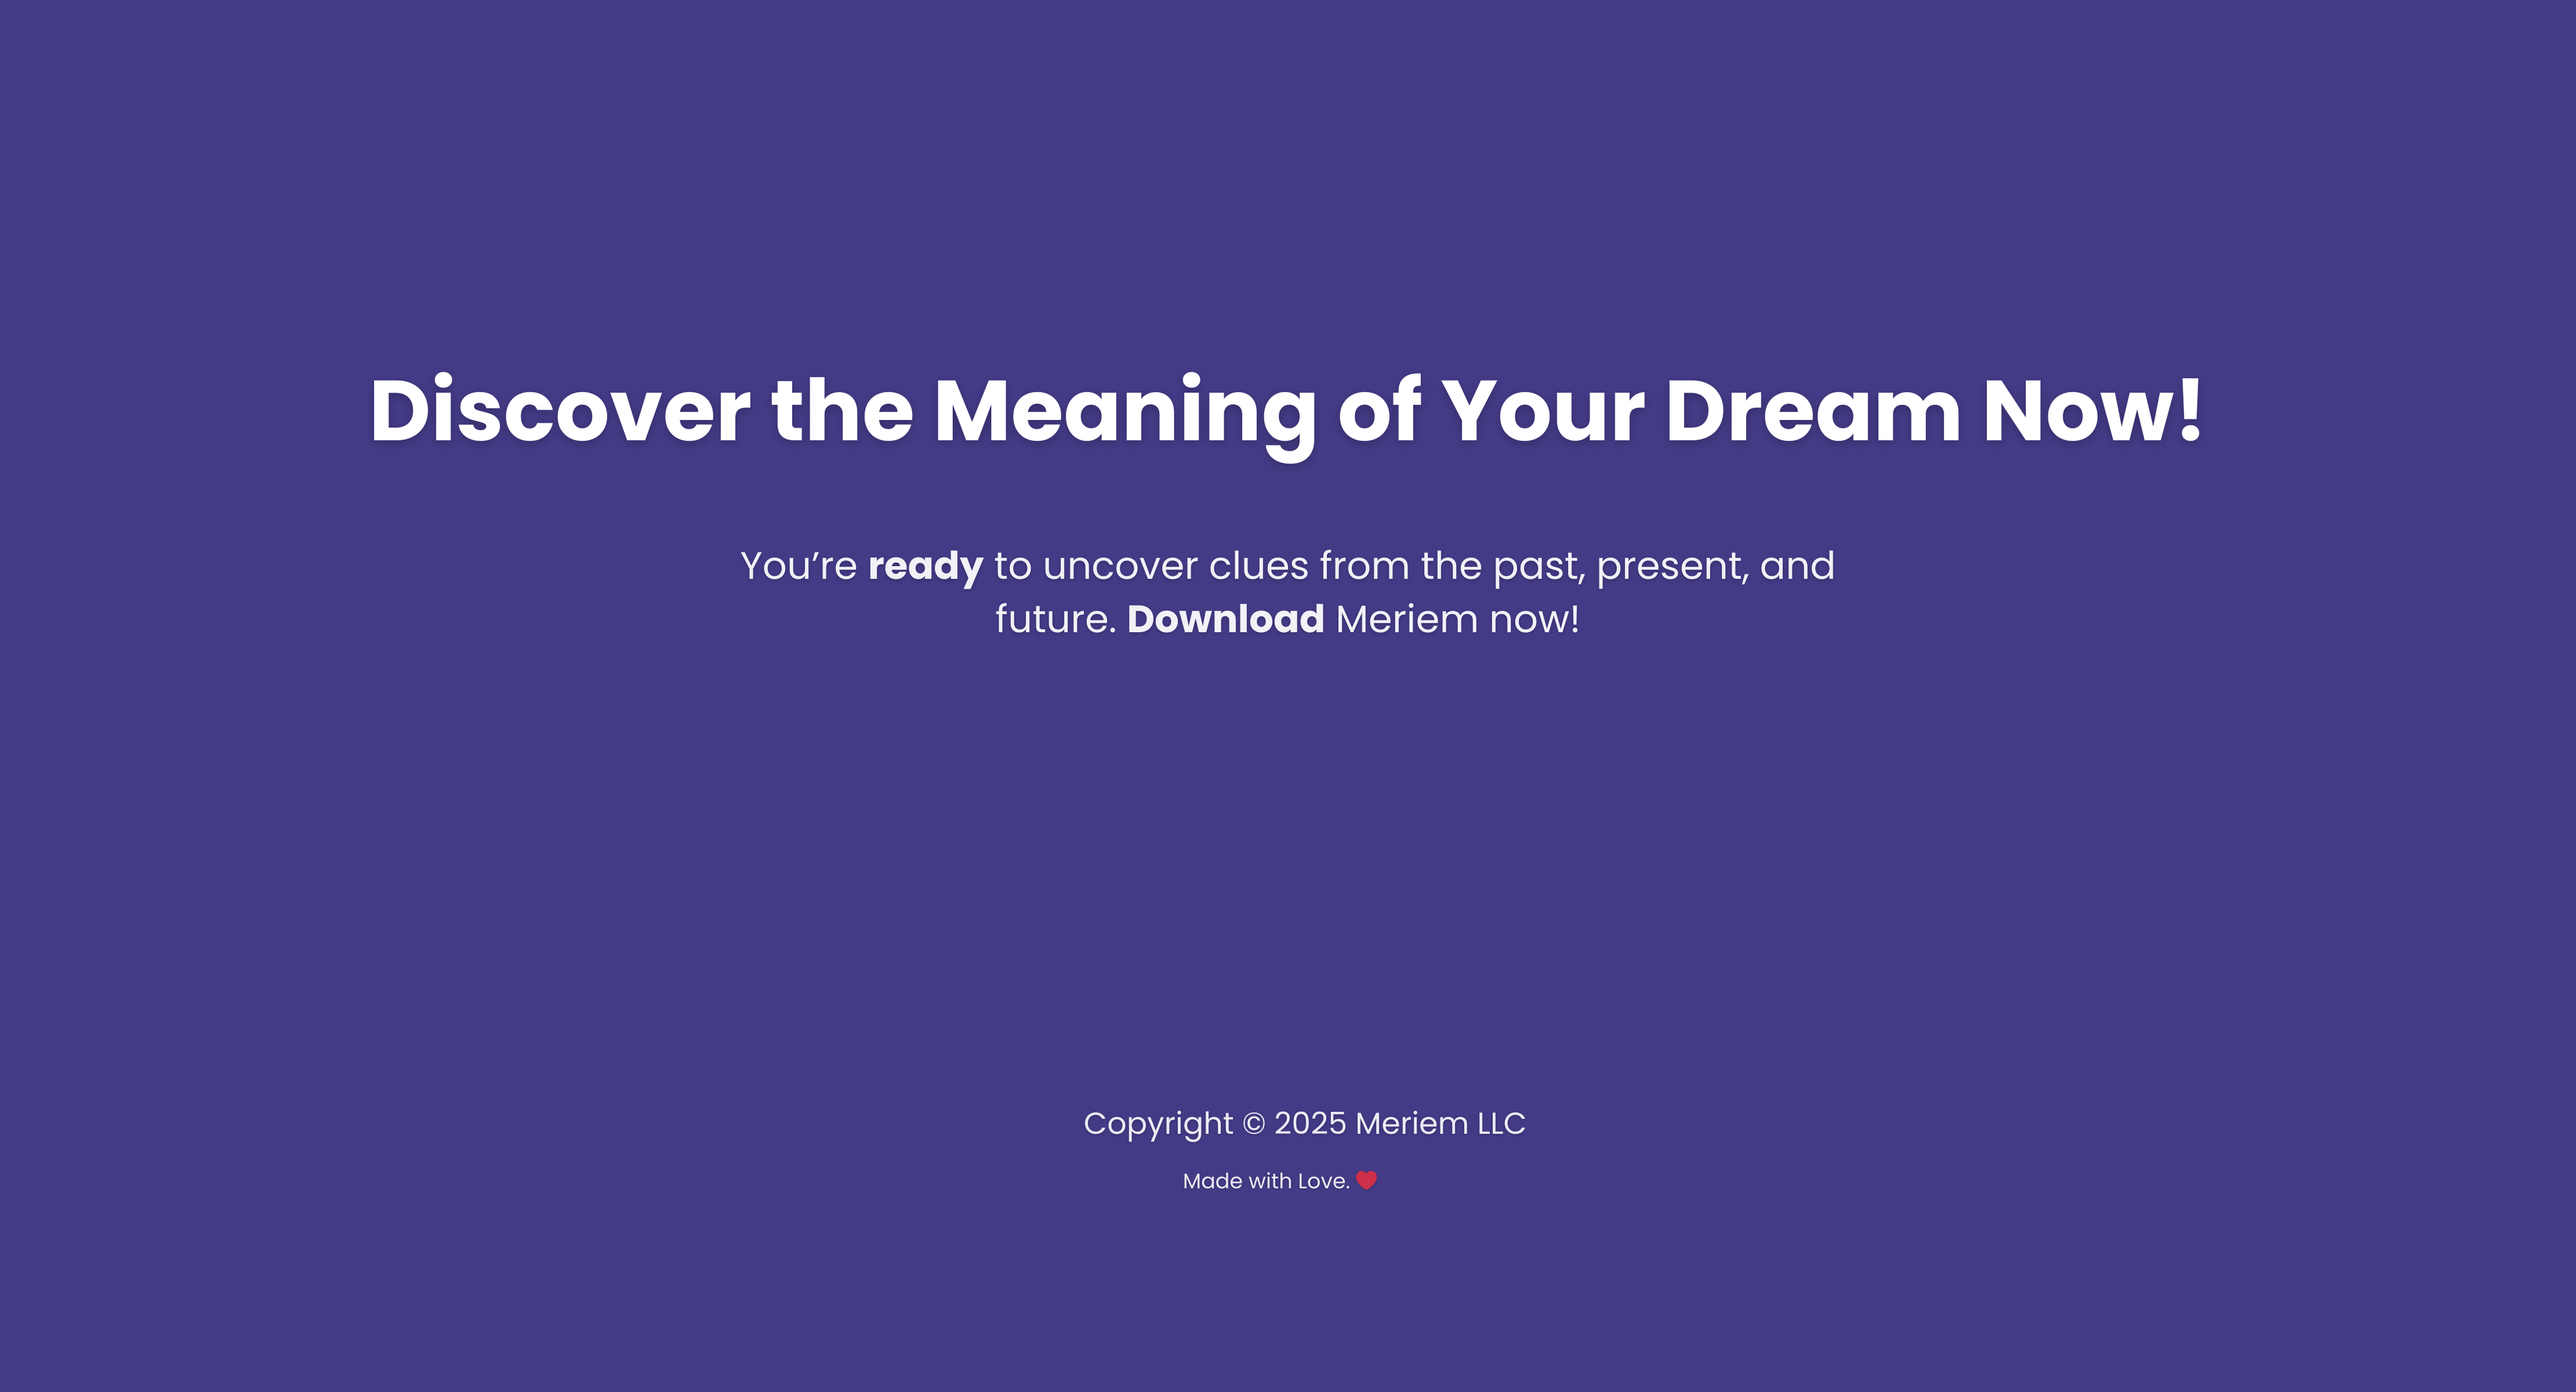 Discover the Meaning of Your Dream Now!
You’re ready to uncover clues from the past, present, and
future. Download Meriem now!
Copyright © 2025 Meriem LLC
Made with Love. ❤️